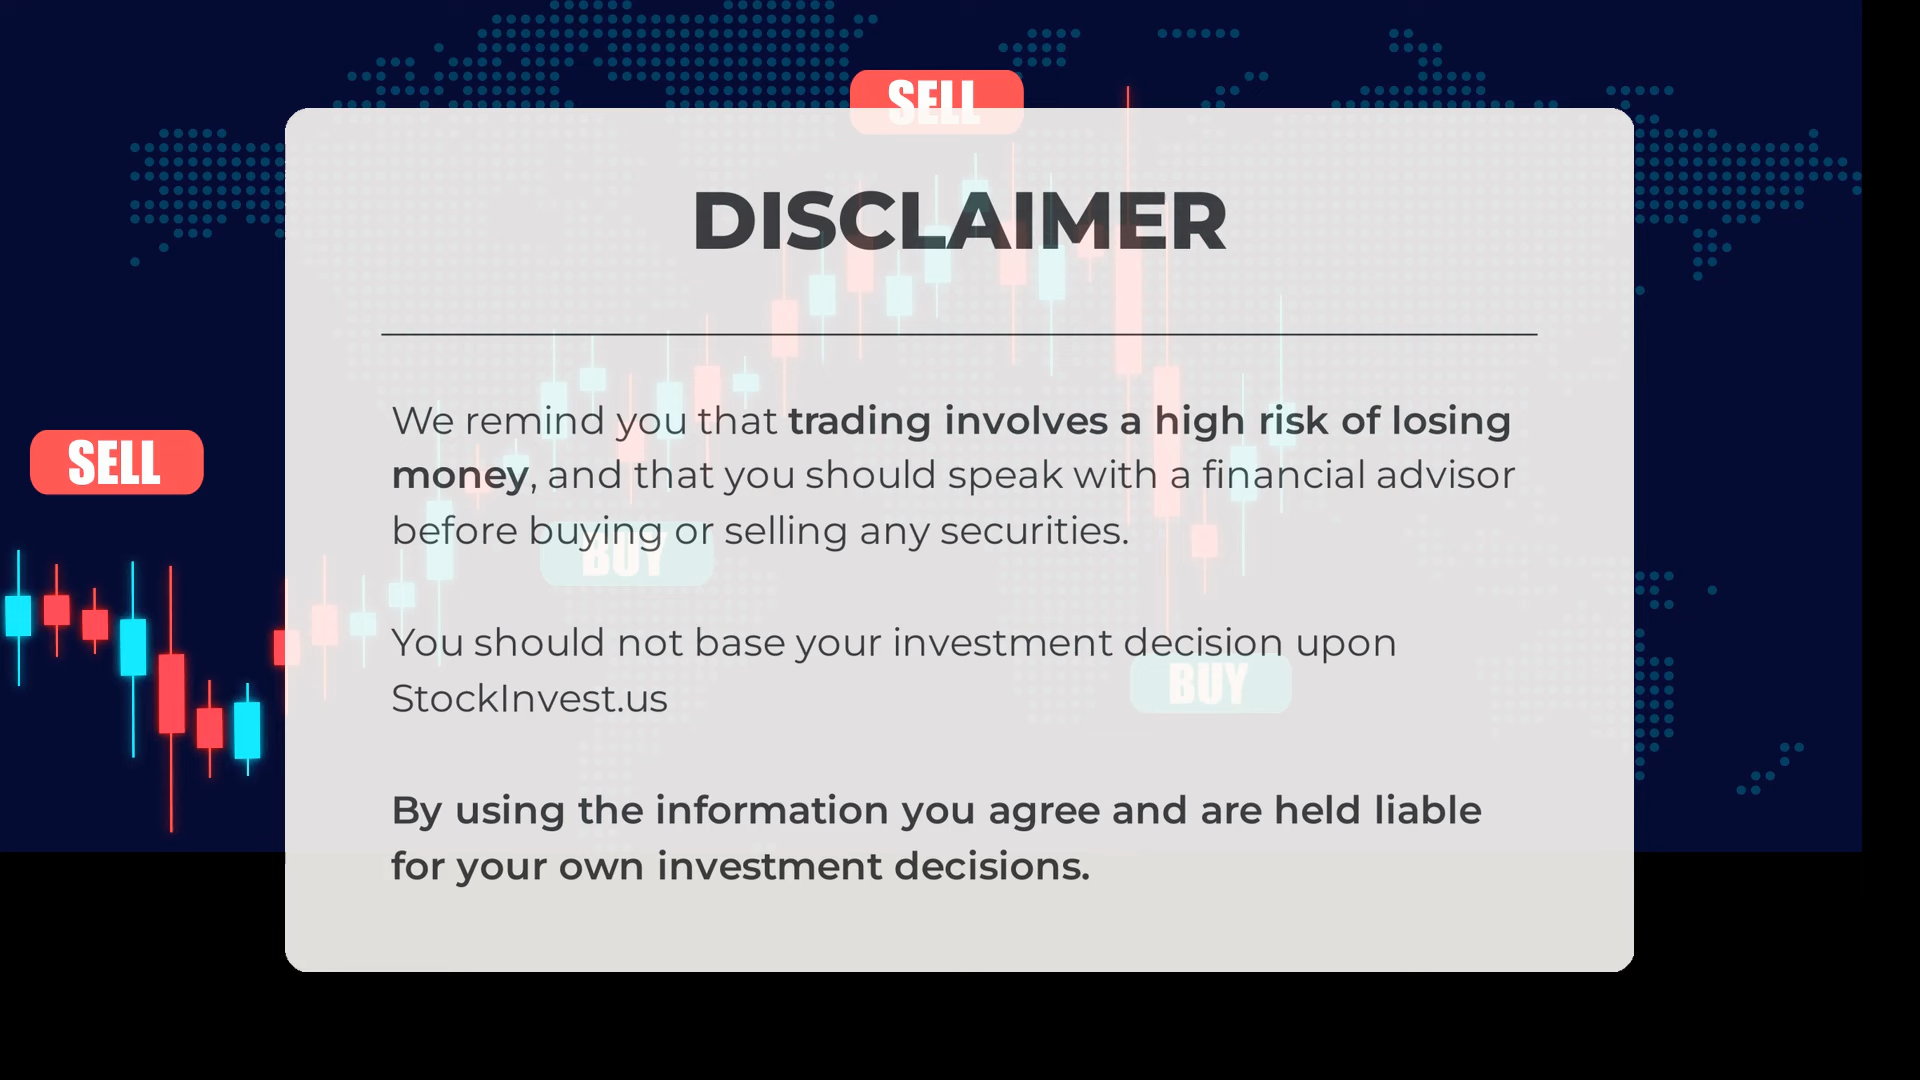 SELL
DISCLAIMER
We remind you that trading involves a high risk of losing
money, and that you should speak with a financial advisor
before buying or selling any securities.
SELL
BUY
You should not base your investment decision upon
StockInvest.us
BUY
By using the information you agree and are held liable
for your own investment decisions.